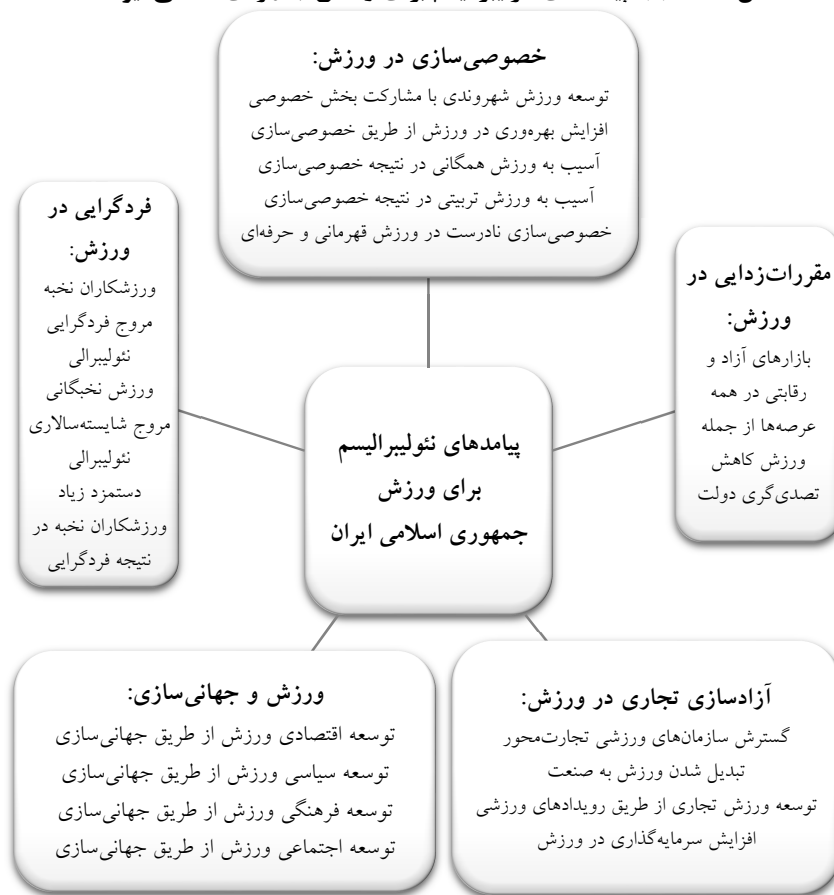 خصوصی‌سازی در ورزش:
توسعه ورزش شهروندی با مشارکت بخش خصوصی
افزایش بهره‌وری در ورزش از طریق خصوصی‌سازی
آسیب به ورزش همگانی در نتیجه خصوصی‌سازی
آسیب به ورزش تربیتی در نتیجه خصوصی‌سازی
خصوصی‌سازی نادرست در ورزش قهرمانی و حرفه‌ای
مقررات‌زدایی در
ورزش:
بازارهای آزاد و
رقابتی در همه
عرصه‌ها از جمله
ورزش کاهش
تصدی‌گری دولت
فردگرایی در
ورزش:
ورزشکاران نخبه
مروج فردگرایی
نئولیبرالی
ورزش نخبگانی
مروج شایسته‌سالاری
نئولیبرالی
دستمزد زیاد
ورزشکاران نخبه در
نتیجه فردگرایی
پیامدهای نئولیبرالیسم
برای ورزش
جمهوری اسلامی ایران
آزادسازی تجاری در ورزش:
گسترش سازمان‌های ورزشی تجارت‌محور
تبدیل شدن ورزش به صنعت
توسعه ورزش تجاری از طریق رویدادهای ورزشی
افزایش سرمایه‌گذاری در ورزش
ورزش و جهانی‌سازی:
توسعه اقتصادی ورزش از طریق جهانی‌سازی
توسعه سیاسی ورزش از طریق جهانی‌سازی
توسعه فرهنگی ورزش از طریق جهانی‌سازی
توسعه اجتماعی ورزش از طریق جهانی‌سازی